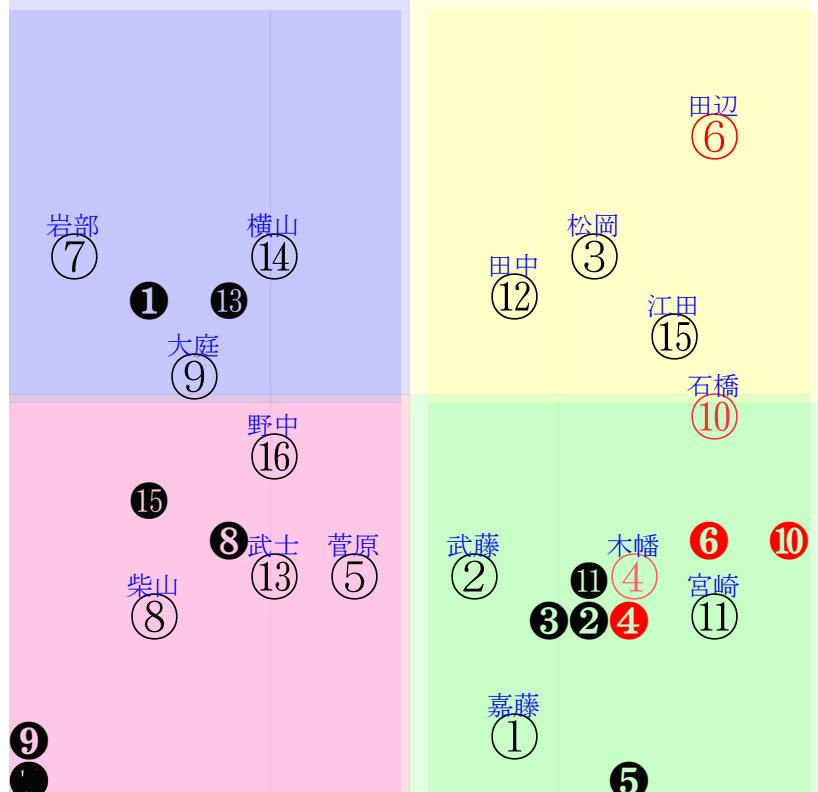 田辺
⑥
岩部
⑦
横山
⑭
松岡
③
田中
⑫
❶
⓭
江田
⑮
大庭
⑨
石橋
⑩
野中
⑯
⓯
❽
武士
⑬
菅原
⑤
武藤
②
木幡
④
❻
❿
⓫
柴山
⑧
宮崎
⑪
❸
❷
❹
嘉藤
①
❾
❺